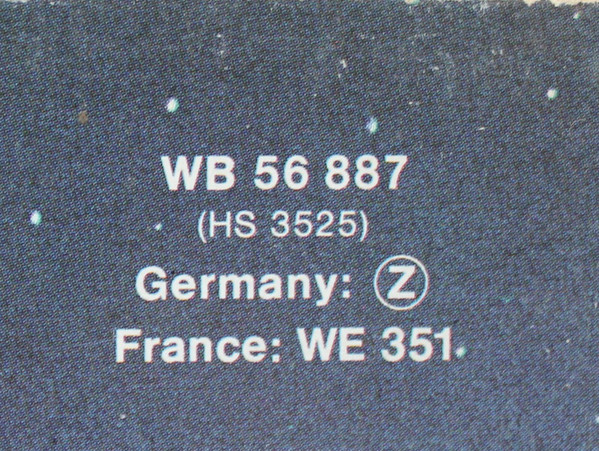 WB 56 887
(HS 3525)
Germany: Ⓩ
France: WE 351